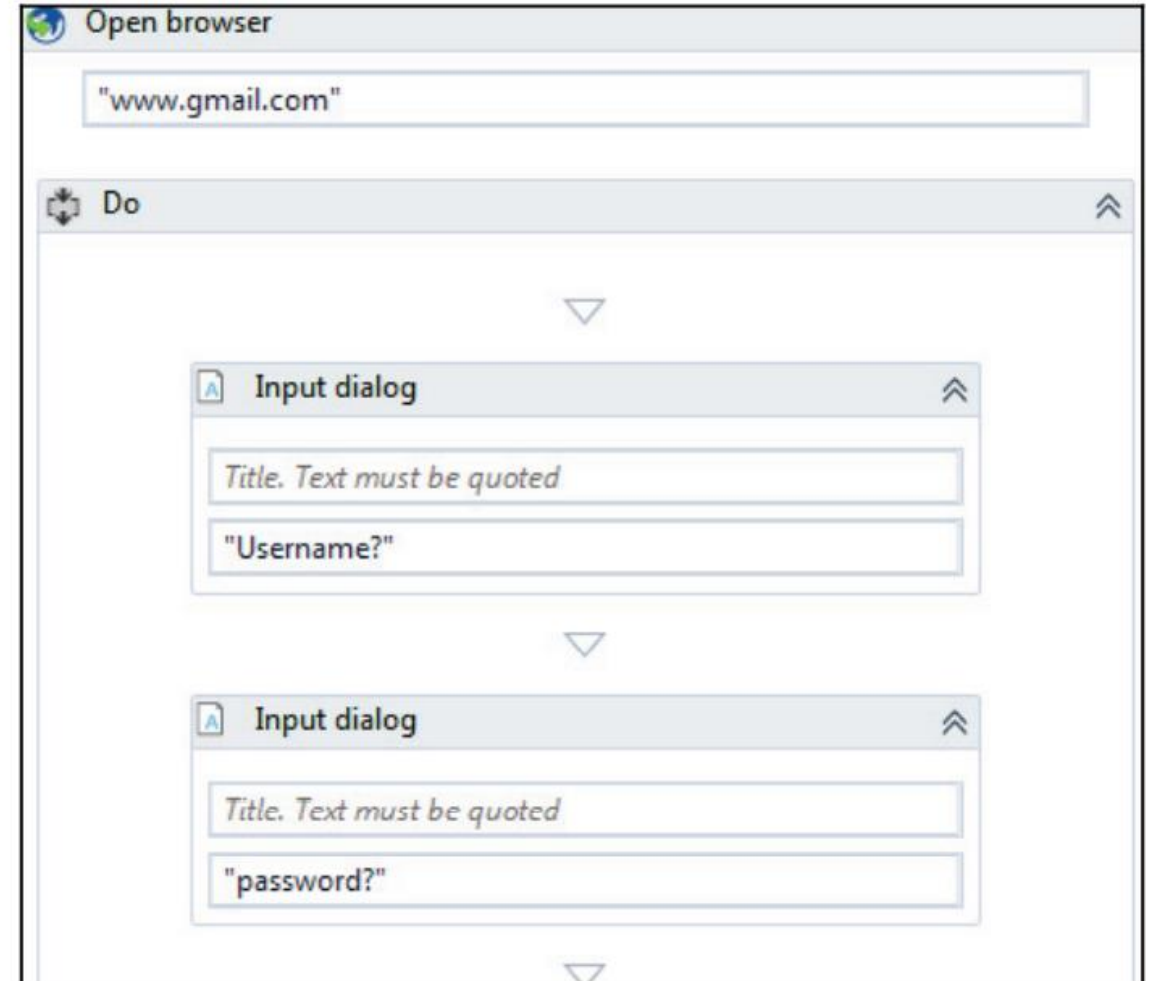 Open browser
"www.gmail.com"
Do
Input dialog
Title. Text must be quoted
"Username?"
Input dialog
Title. Text must be quoted
"password?"